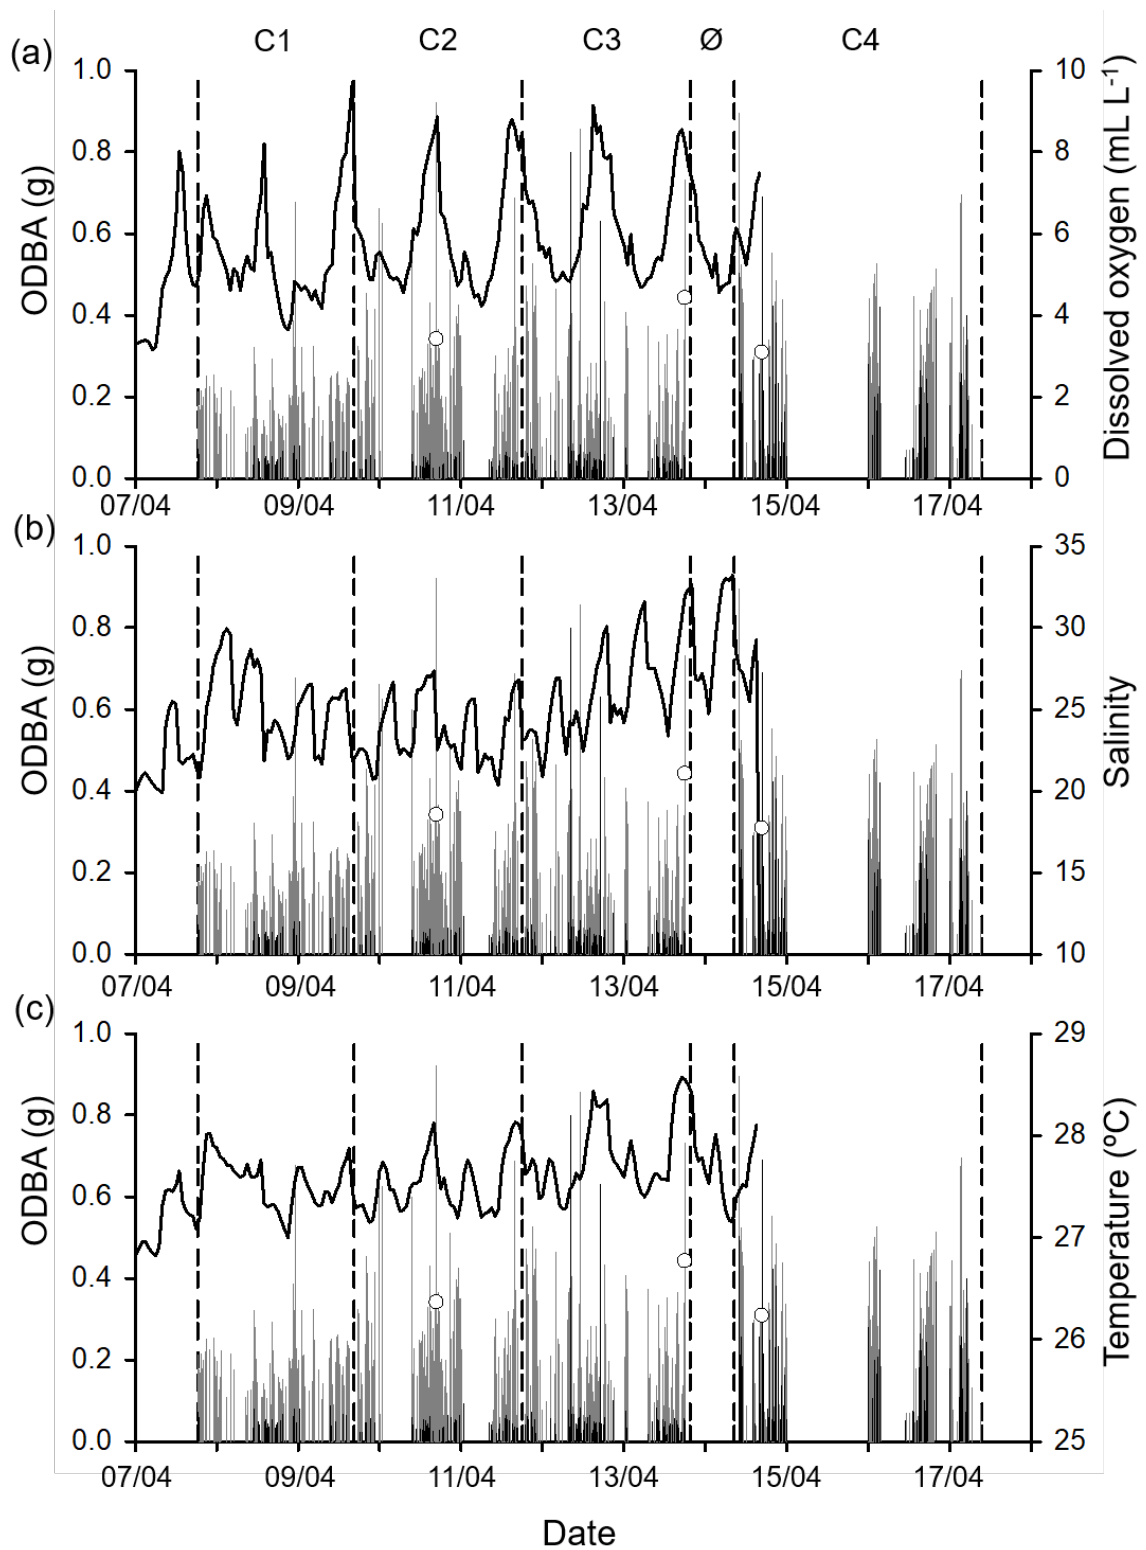 C1 C2 C3 Ø C4
(a)
1.0 10
0.8 8
0.6 6
0.4 4
0.2 2
0.0 0
ODBA (g)
Dissolved oxygen (mL L-1)
07/04 09/04 11/04 13/04 15/04 17/04
(b)
1.0 35
0.8 30
0.6 25
0.4 20
0.2 15
0.0 10
ODBA (g)
Salinity
07/04 09/04 11/04 13/04 15/04 17/04
(c)
1.0 29
0.8 28
0.6 27
0.4 26
0.2 25
0.0
ODBA (g)
Temperature (ºC)
07/04 09/04 11/04 13/04 15/04 17/04
Date